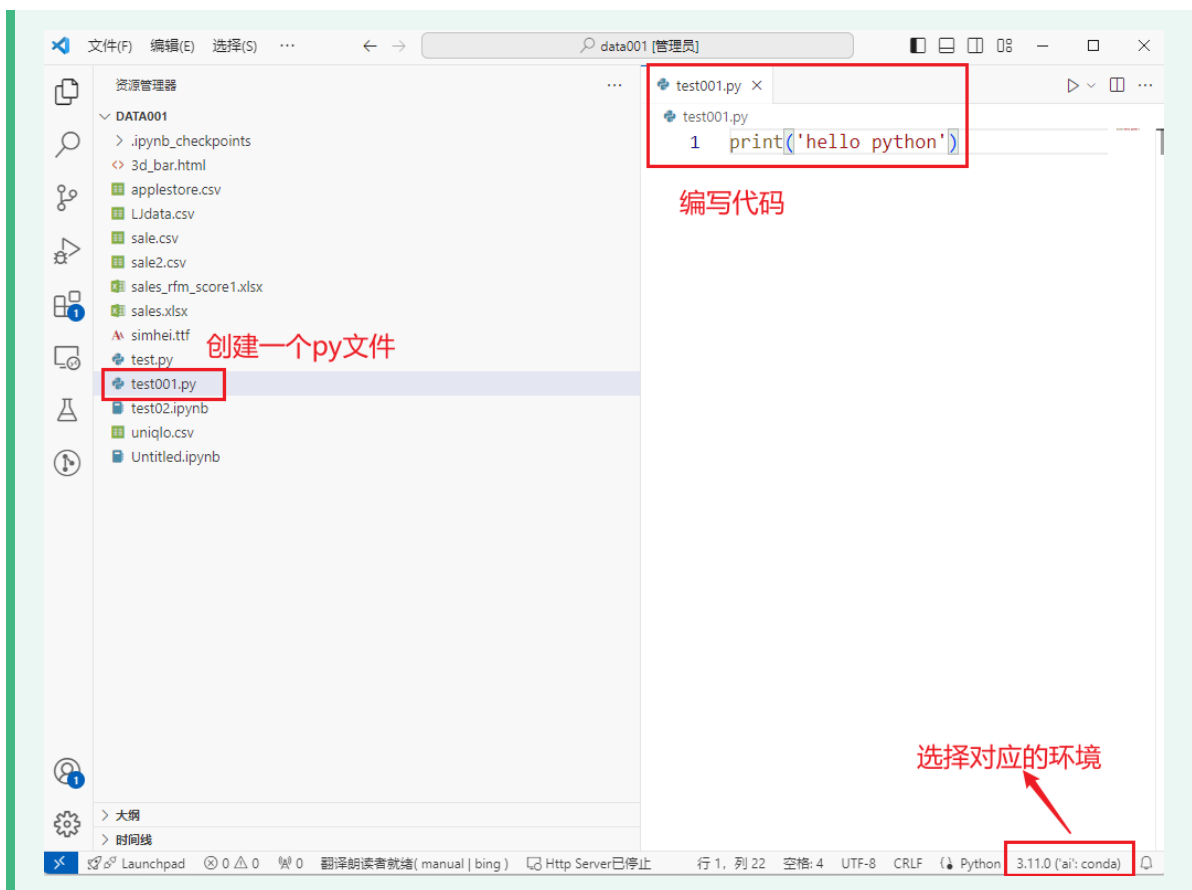 文件(F) 编辑(E) 选择(S) ··· ← → data001 [管理员]
资源管理器 ···
DATA001
.ipynb_checkpoints
3d_bar.html
applestore.csv
LJdata.csv
sale.csv
sale2.csv
sales_rfm_score1.xlsx
sales.xlsx
simhei.ttf
创建一个py文件
test.py
test001.py
test02.ipynb
uniqlo.csv
Untitled.ipynb
大纲
时间线
test001.py
test001.py
1 print('hello python')
编写代码
选择对应的环境
1
1
Launchpad 0 0 0 翻译朗读者就绪( manual | bing ) Http Server已停止 行 1，列 22 空格: 4 UTF-8 CRLF Python 3.11.0 ('ai': conda)